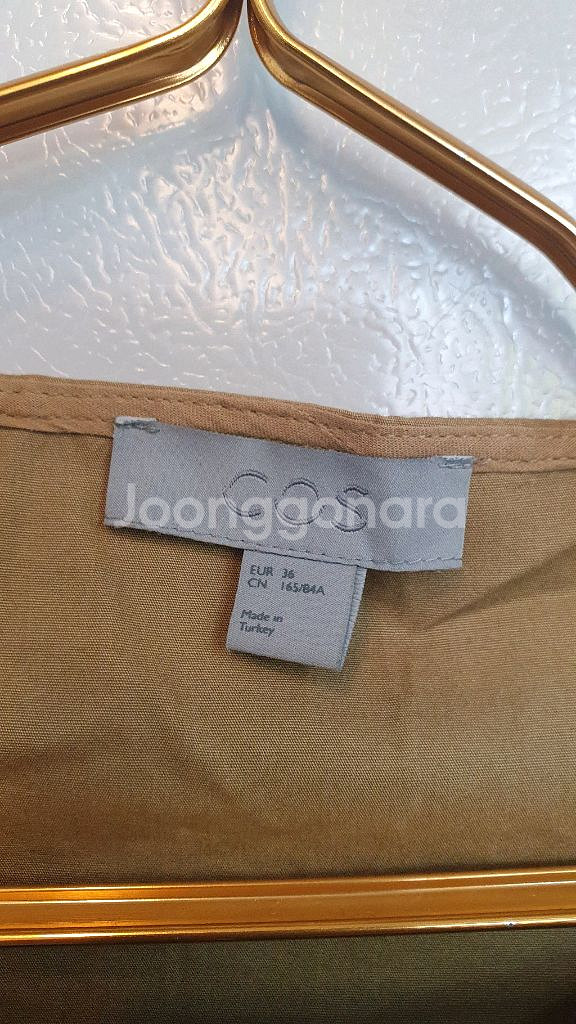 COS
Joonggonara
EUR 36
CN 165/84A
Made in
Turkey